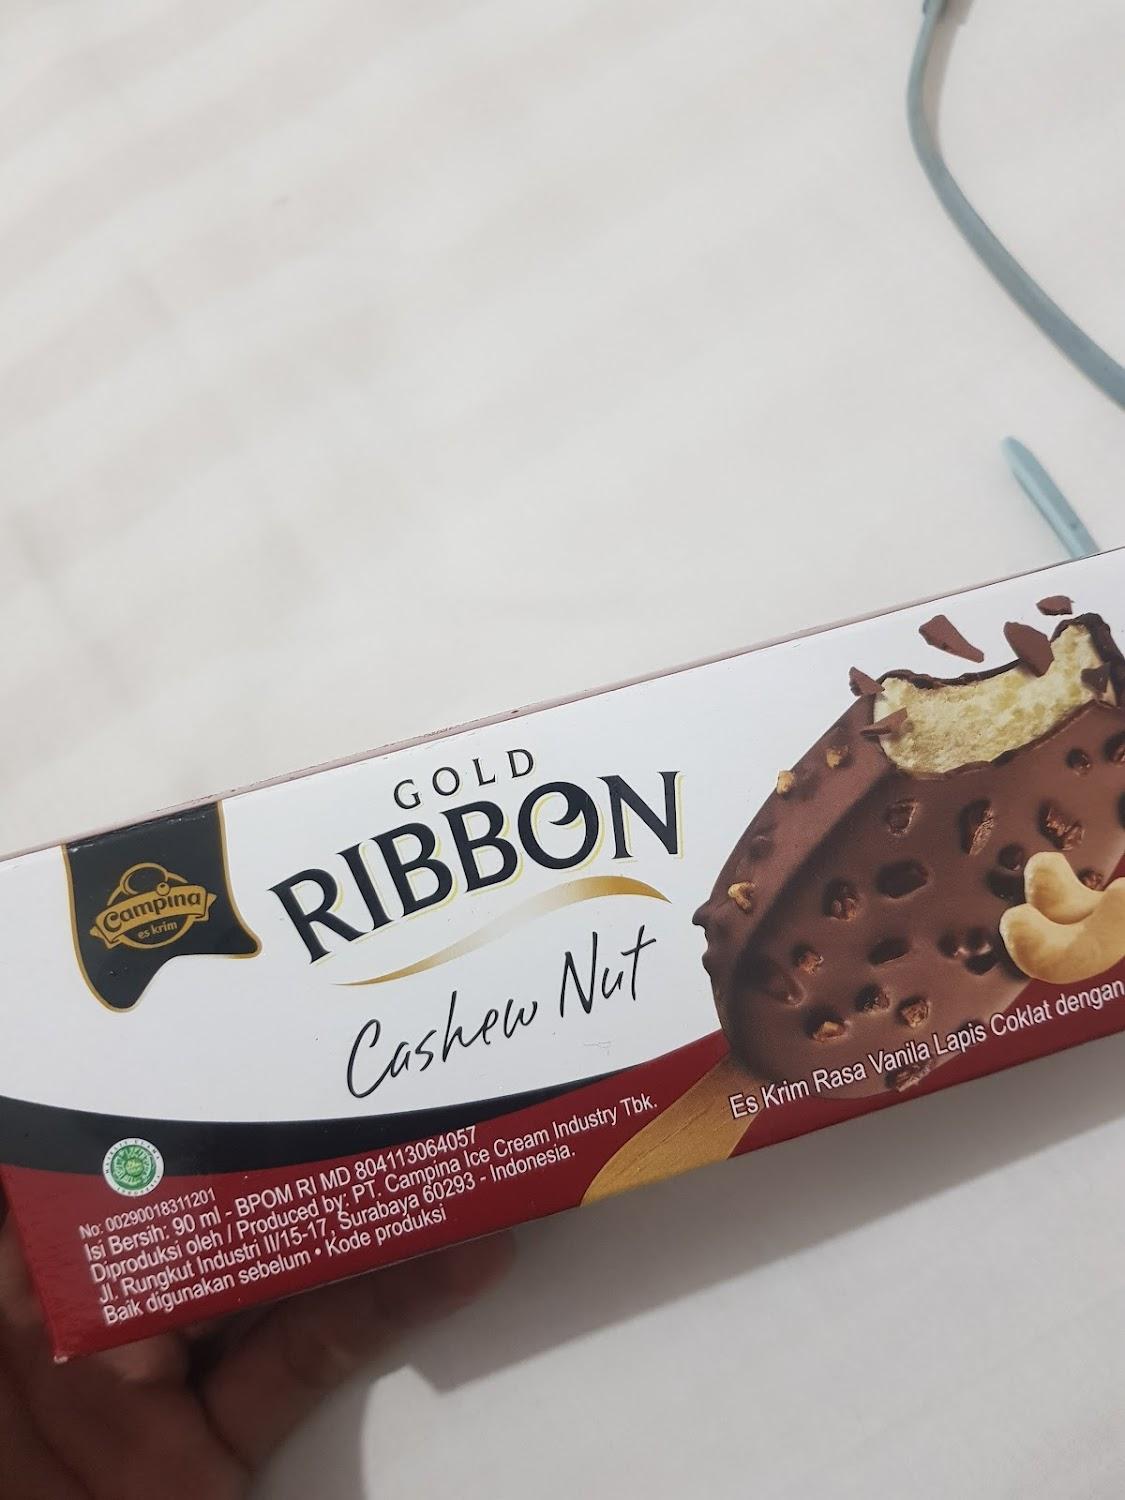 Campina
es krim
GOLD
RIBBON
Cashew Nut
Es Krim Rasa Vanila Lapis Coklat dengan
No: 00290018311201
Isi Bersih: 90 ml - BPOM RI MD 804113064057
Diproduksi oleh / Produced by: PT. Campina Ice Cream Industry Tbk.
Jl. Rungkut Industri II/15-17, Surabaya 60293 - Indonesia.
Baik digunakan sebelum • Kode produksi